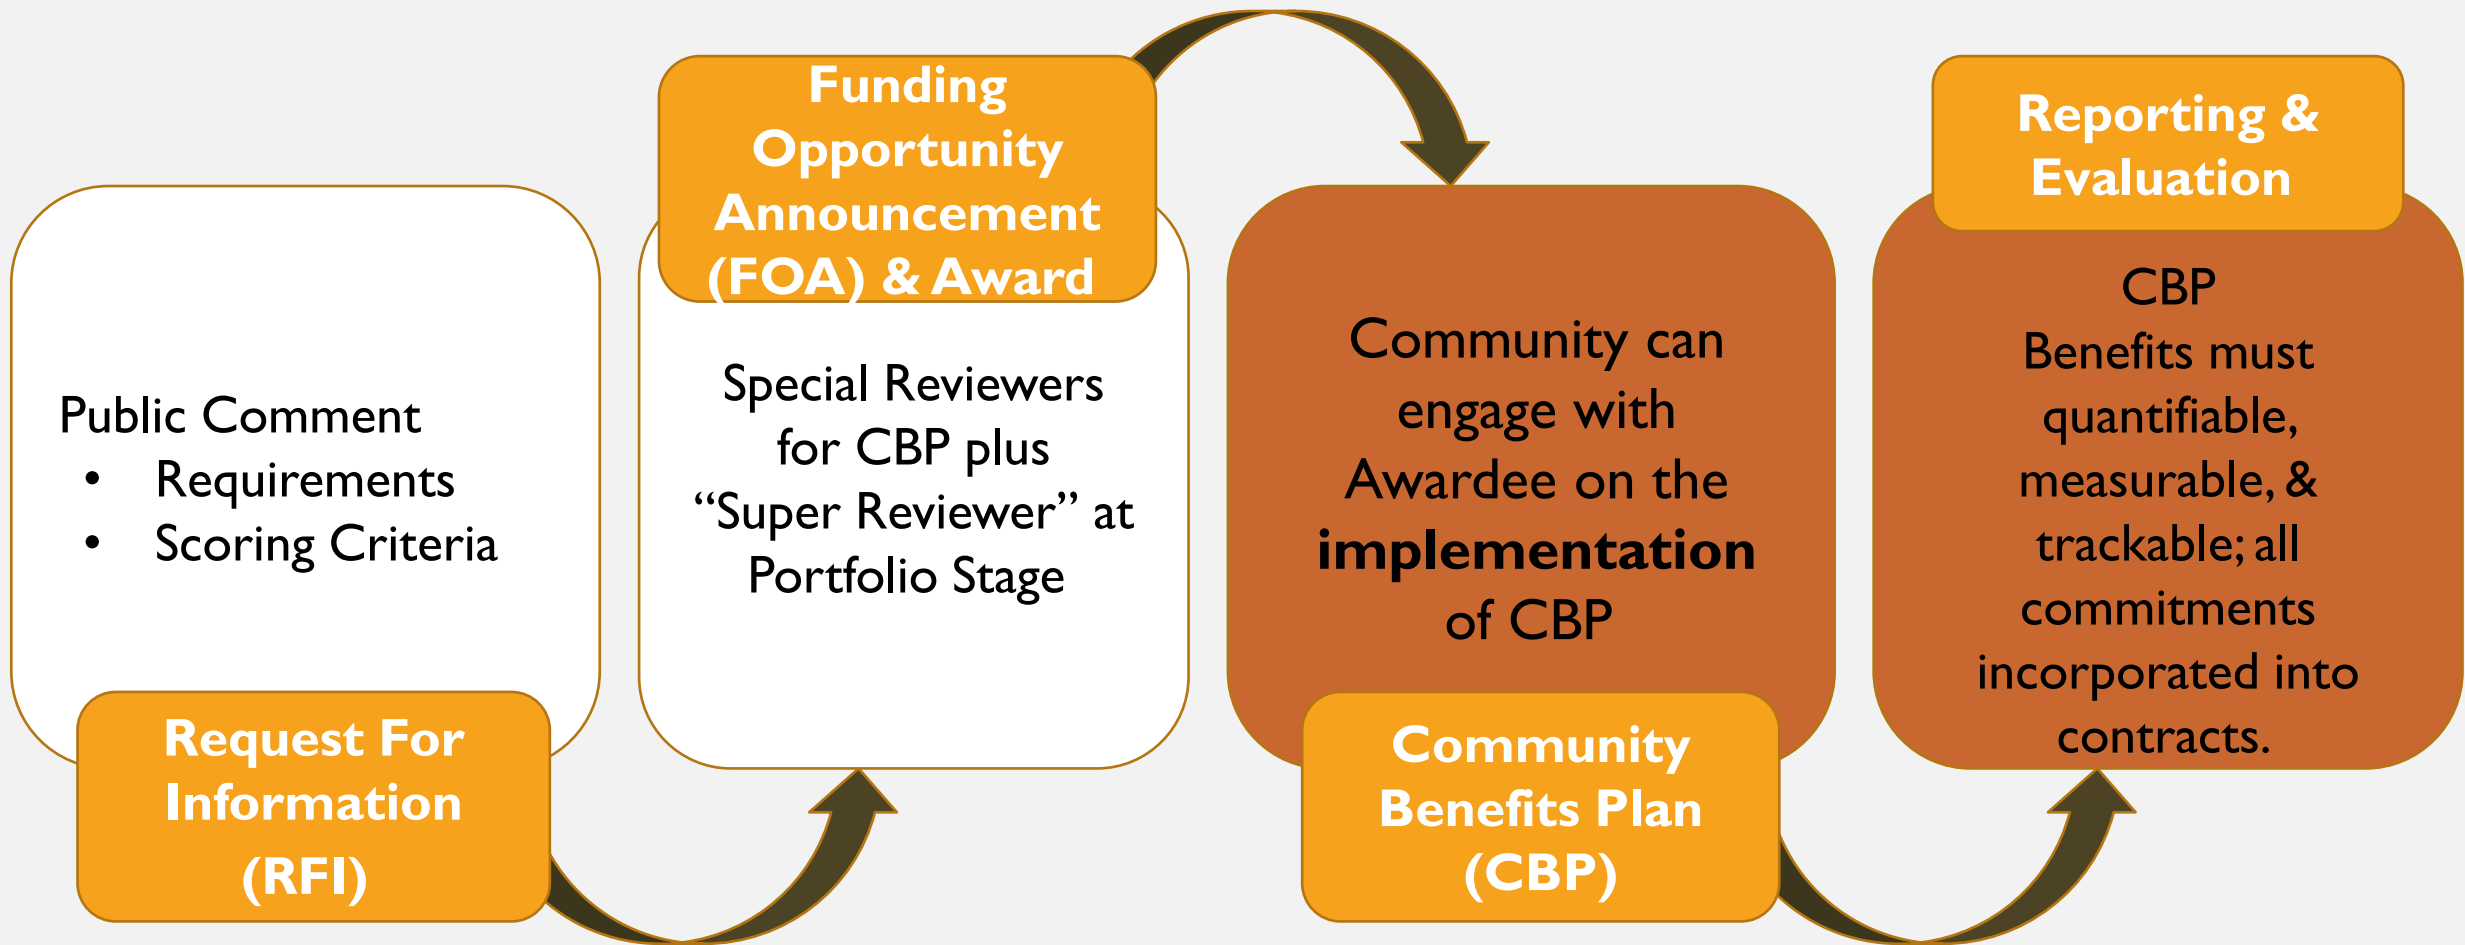 Public Comment
• Requirements
• Scoring Criteria
Request For
Information
(RFI)
Funding
Opportunity
Announcement
(FOA) & Award
Special Reviewers
for CBP plus
“Super Reviewer” at
Portfolio Stage
Community can
engage with
Awardee on the
implementation
of CBP
Community
Benefits Plan
(CBP)
Reporting &
Evaluation
CBP
Benefits must
quantifiable,
measurable, &
trackable; all
commitments
incorporated into
contracts.